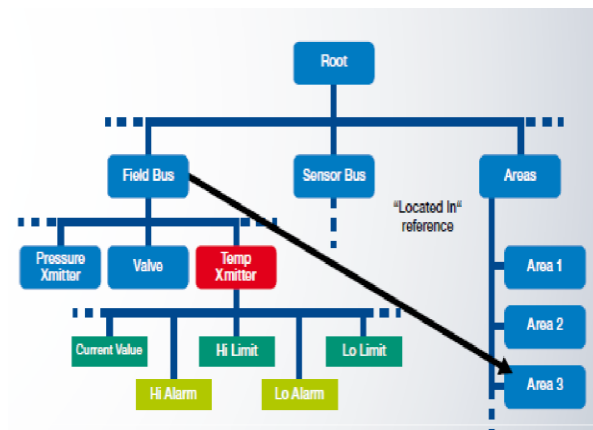 Root
Field Bus
Sensor Bus
Areas
"Located In"
reference
Pressure
Xmitter
Valve
Temp
Xmitter
Area 1
Area 2
Area 3
Current Value
Hi Limit
Lo Limit
Hi Alarm
Lo Alarm